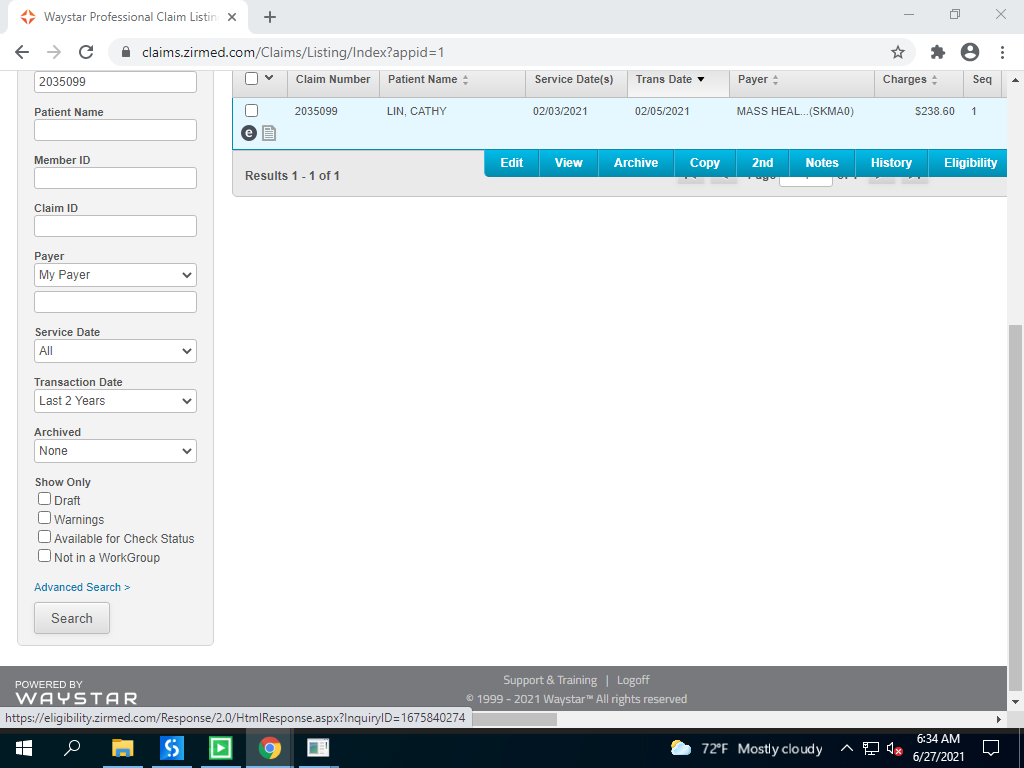 Waystar Professional Claim Listin
claims.zirmed.com/Claims/Listing/Index?appid=1
2035099
Patient Name
Member ID
Claim ID
Payer
My Payer
Service Date
All
Transaction Date
Last 2 Years
Archived
None
Show Only
Draft
Warnings
Available for Check Status
Not in a WorkGroup
Advanced Search >
Search
Claim Number Patient Name Service Date(s) Trans Date Payer Charges Seq
2035099 LIN, CATHY 02/03/2021 02/05/2021 MASS HEAL...(SKMA0) $238.60 1
e
Edit View Archive Copy 2nd Notes History Eligibility
Results 1 - 1 of 1
POWERED BY
WAYSTAR
Support & Training | Logoff
© 1999 - 2021 Waystar™ All rights reserved
https://eligibility.zirmed.com/Response/2.0/HtmlResponse.aspx?InquiryID=1675840274
72°F Mostly cloudy
6:34 AM
6/27/2021